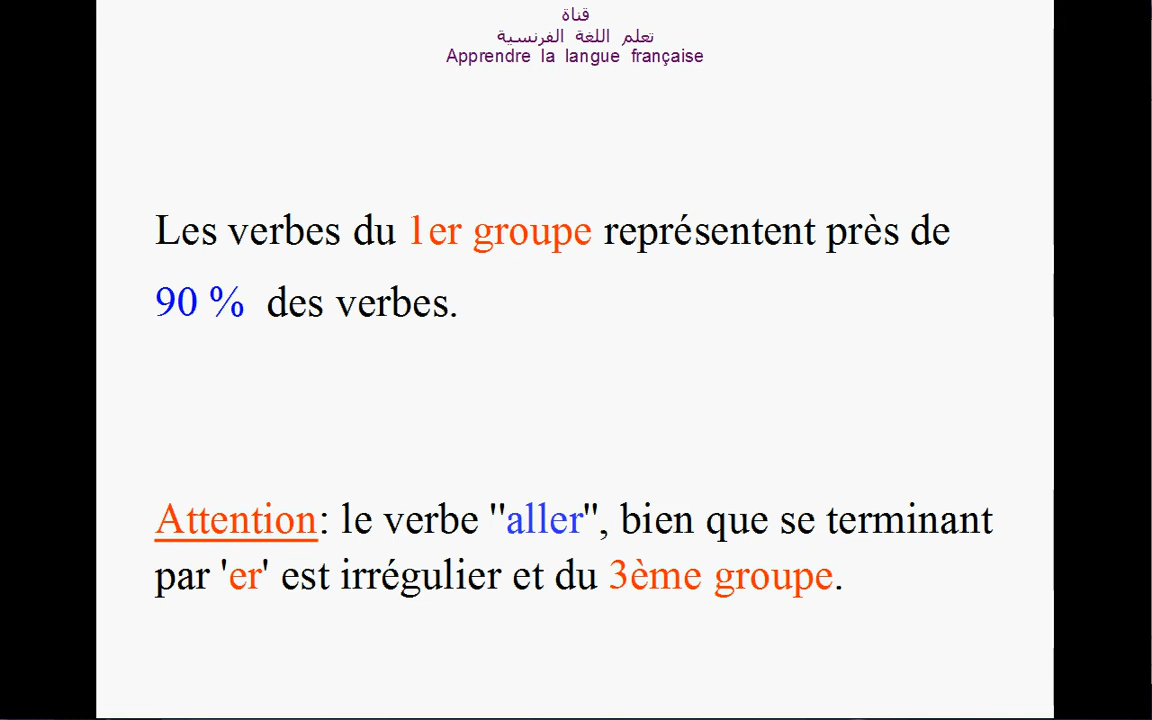 قناة
تعلم اللغة الفرنسية
Apprendre la langue française
Les verbes du 1er groupe représentent près de
90 % des verbes.
Attention: le verbe "aller", bien que se terminant
par 'er' est irrégulier et du 3ème groupe.